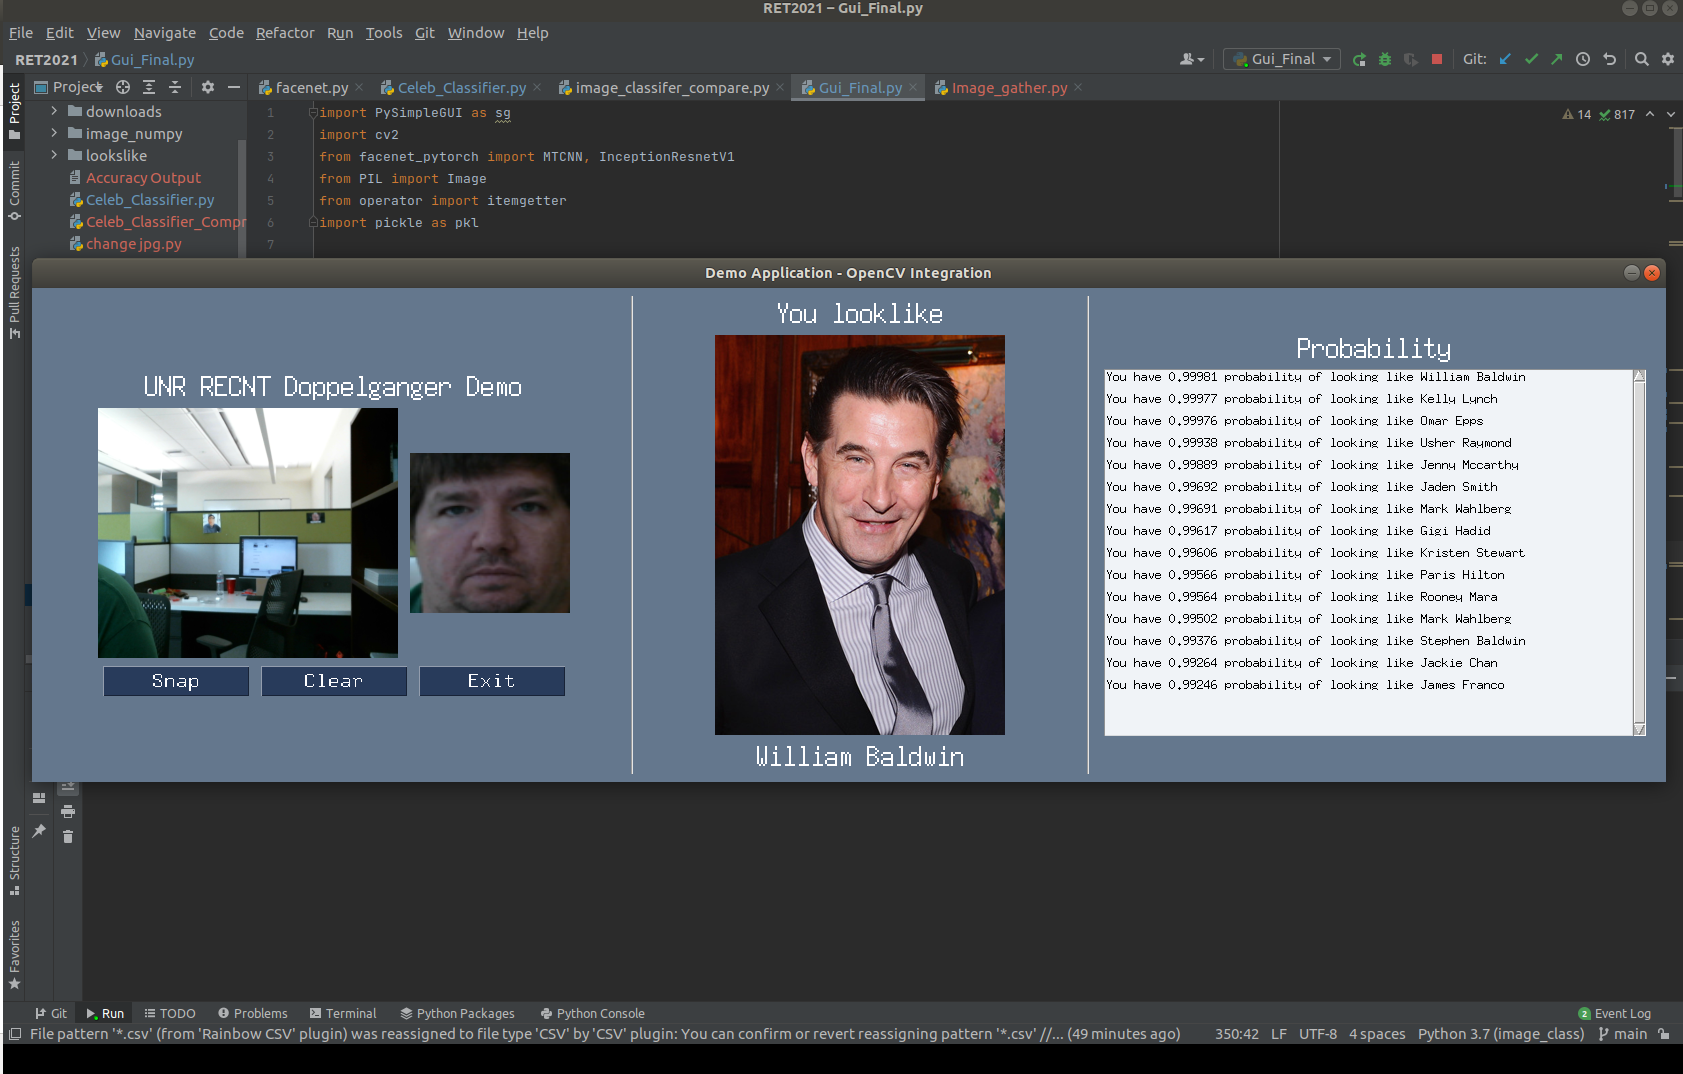 RET2021 – Gui_Final.py
File Edit View Navigate Code Refactor Run Tools Git Window Help
RET2021 Gui_Final.py
Gui_Final
Git:
Project
facenet.py
Celeb_Classifier.py
image_classifer_compare.py
Gui_Final.py
Image_gather.py
Project
Commit
Pull Requests
Structure
Favorites
downloads
image_numpy
lookslike
Accuracy Output
Celeb_Classifier.py
Celeb_Classifier_Compr
change jpg.py
1 import PySimpleGUI as sg
2 import cv2
3 from facenet_pytorch import MTCNN, InceptionResnetV1
4 from PIL import Image
5 from operator import itemgetter
6 import pickle as pkl
7
14 817
Demo Application - OpenCV Integration
UNR RECNT Doppelganger Demo
Snap Clear Exit
You looklike
William Baldwin
Probability
You have 0.99981 probability of looking like William Baldwin
You have 0.99977 probability of looking like Kelly Lynch
You have 0.99976 probability of looking like Omar Epps
You have 0.99938 probability of looking like Usher Raymond
You have 0.99889 probability of looking like Jenny Mccarthy
You have 0.99692 probability of looking like Jaden Smith
You have 0.99691 probability of looking like Mark Wahlberg
You have 0.99617 probability of looking like Gigi Hadid
You have 0.99606 probability of looking like Kristen Stewart
You have 0.99566 probability of looking like Paris Hilton
You have 0.99564 probability of looking like Rooney Mara
You have 0.99502 probability of looking like Mark Wahlberg
You have 0.99376 probability of looking like Stephen Baldwin
You have 0.99264 probability of looking like Jackie Chan
You have 0.99246 probability of looking like James Franco
Git Run TODO Problems Terminal Python Packages Python Console 2 Event Log
File pattern '*.csv' (from 'Rainbow CSV' plugin) was reassigned to file type 'CSV' by 'CSV' plugin: You can confirm or revert reassigning pattern '*.csv' //... (49 minutes ago) 350:42 LF UTF-8 4 spaces Python 3.7 (image_class) main